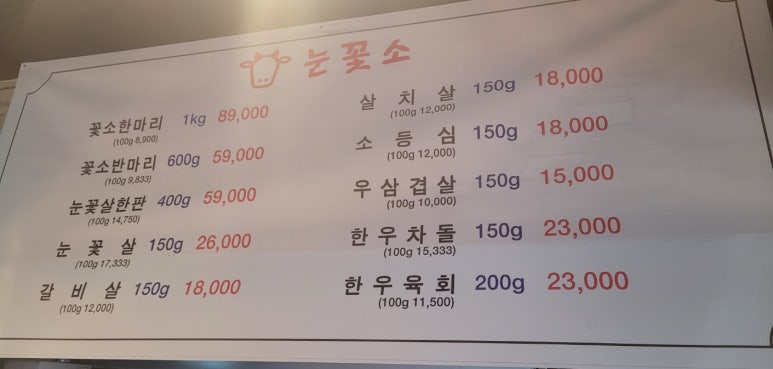 눈꽃소
꽃소한마리 1kg 89,000
(100g 8,900)
꽃소반마리 600g 59,000
(100g 9,833)
눈꽃살한판 400g 59,000
(100g 14,750)
눈 꽃 살 150g 26,000
(100g 17,333)
갈 비 살 150g 18,000
(100g 12,000)
살 치 살 150g 18,000
(100g 12,000)
소 등 심 150g 18,000
(100g 12,000)
우삼겹살 150g 15,000
(100g 10,000)
한우차돌 150g 23,000
(100g 15,333)
한우육회 200g 23,000
(100g 11,500)